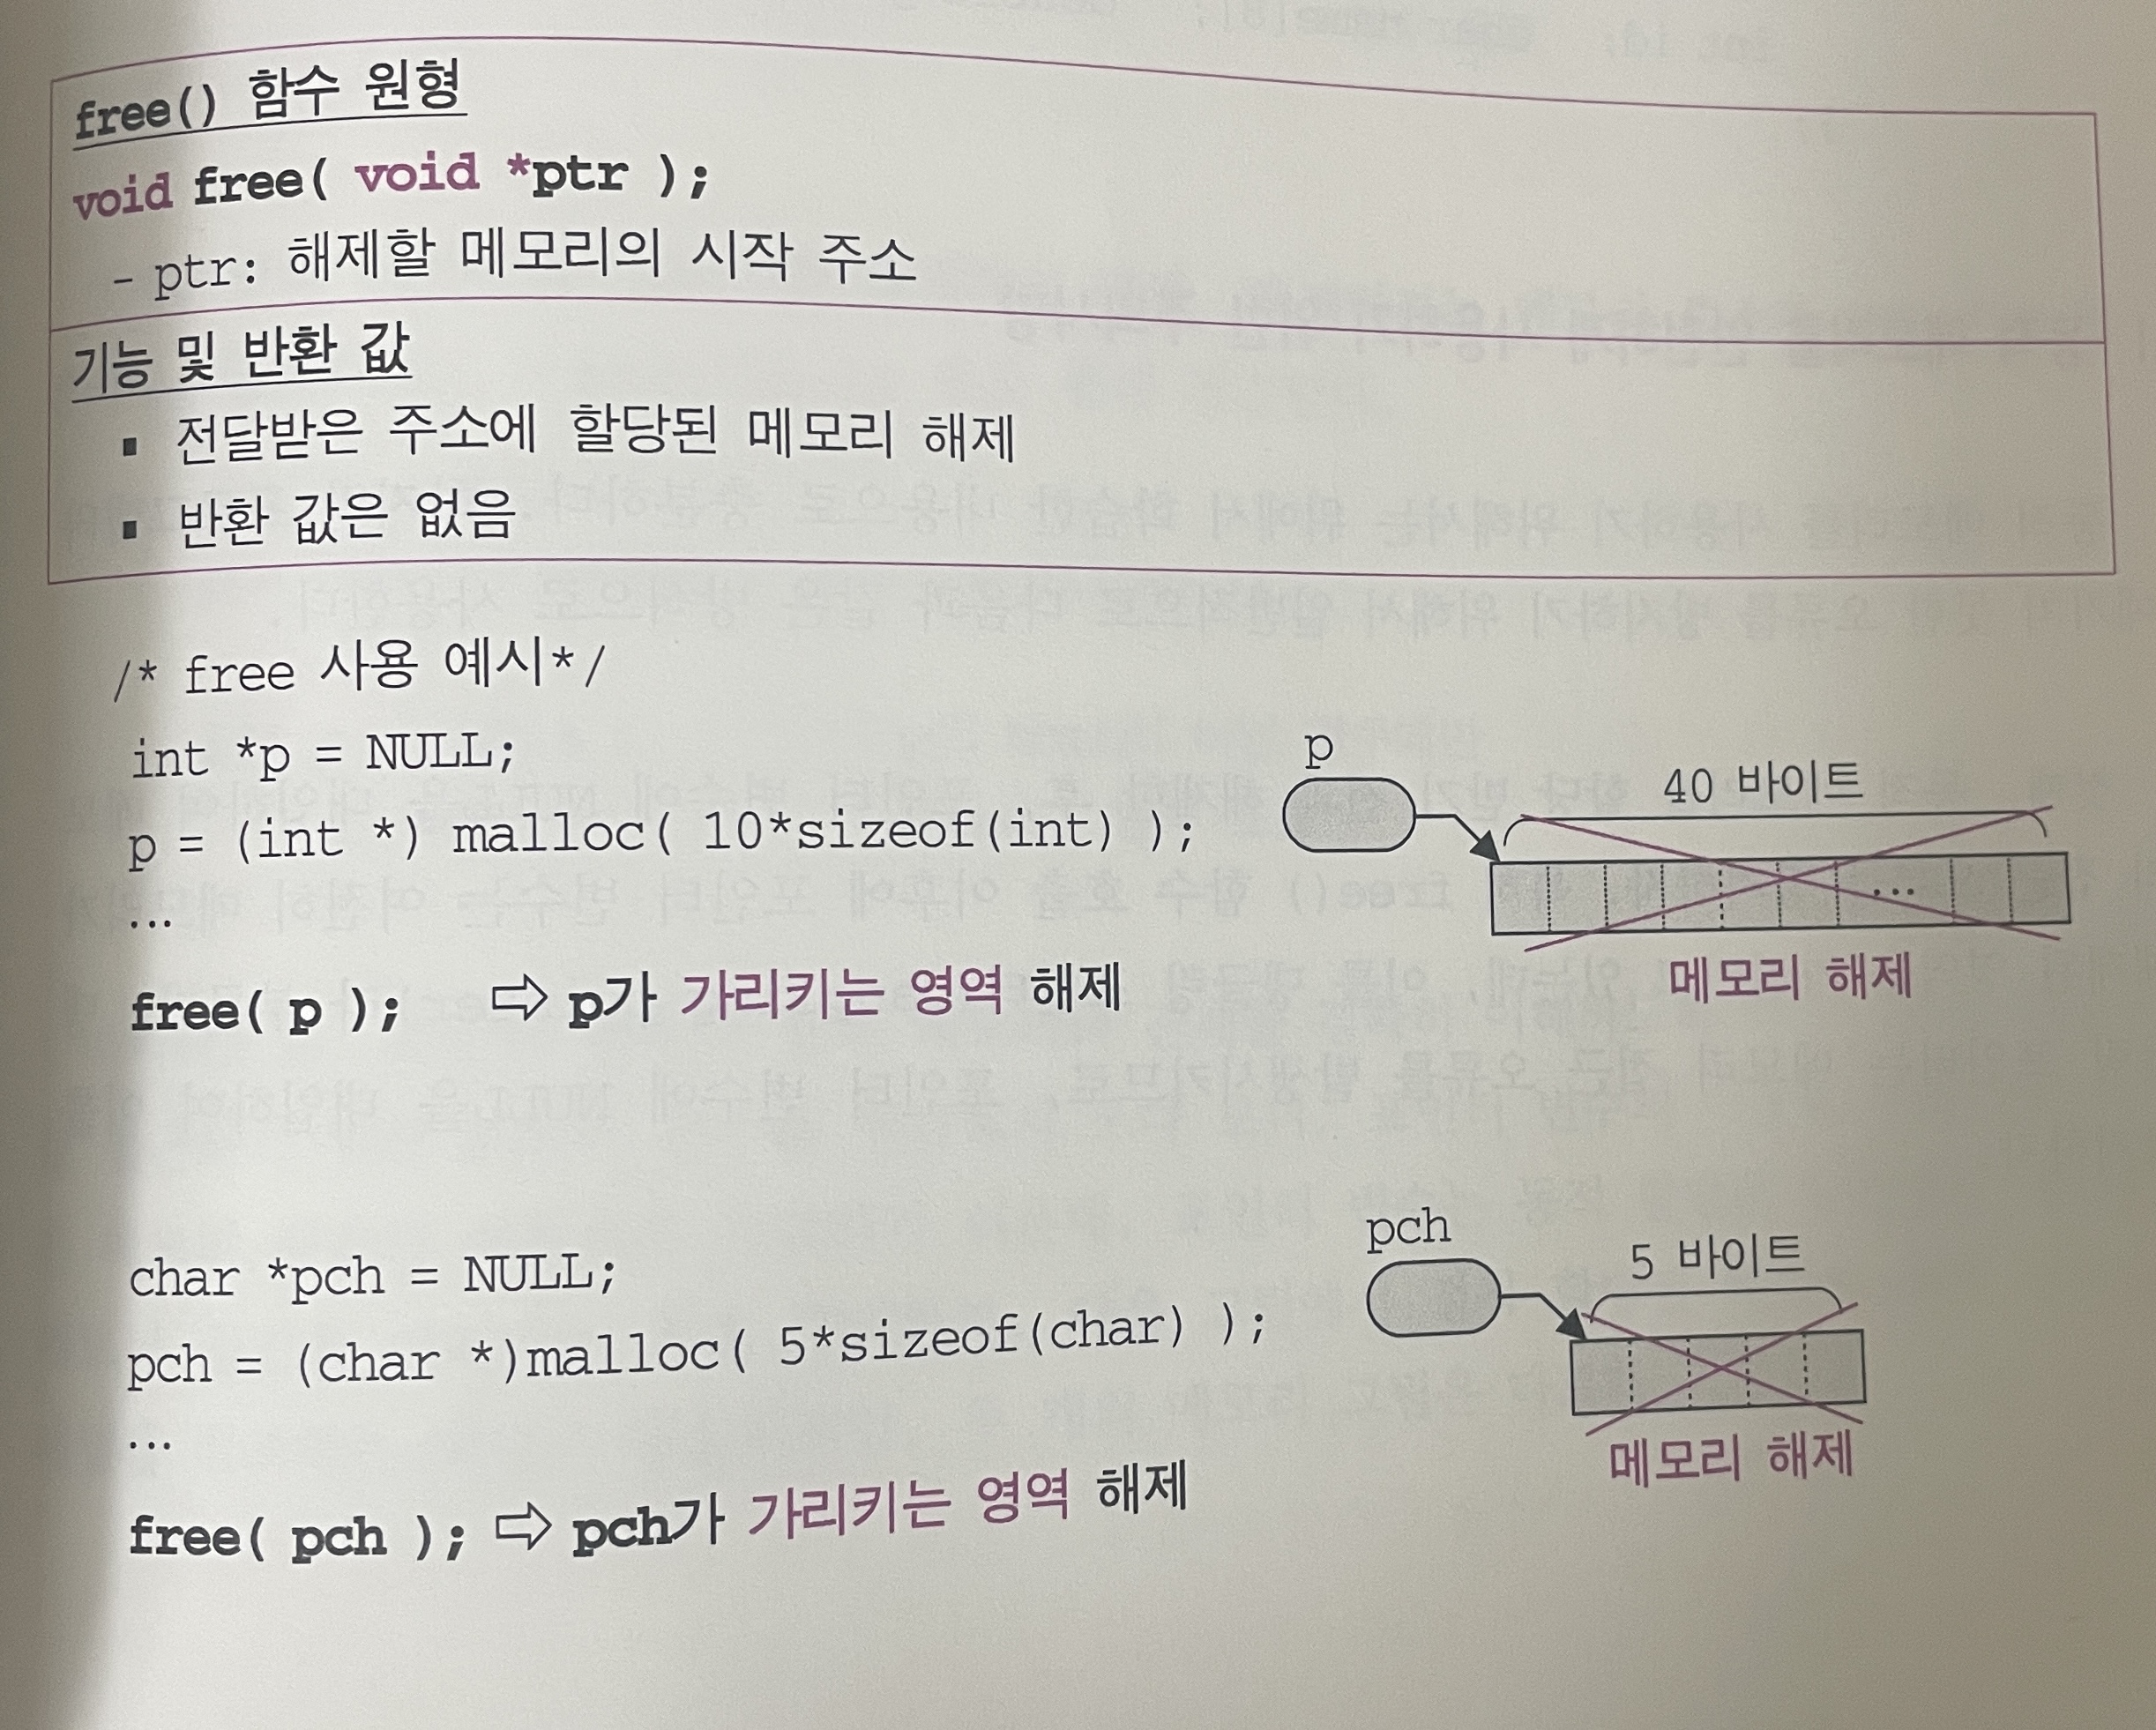 free() 함수 원형
void free( void *ptr );
- ptr: 해제할 메모리의 시작 주소
기능 및 반환 값
▪ 전달받은 주소에 할당된 메모리 해제
▪ 반환 값은 없음
/* free 사용 예시*/
int *p = NULL;
p = (int *) malloc( 10*sizeof(int) );
...
free( p ); ⇨ p가 가리키는 영역 해제
p
40 바이트
...
메모리 해제
char *pch = NULL;
pch = (char *)malloc( 5*sizeof(char) );
...
free( pch ); ⇨ pch가 가리키는 영역 해제
pch
5 바이트
메모리 해제